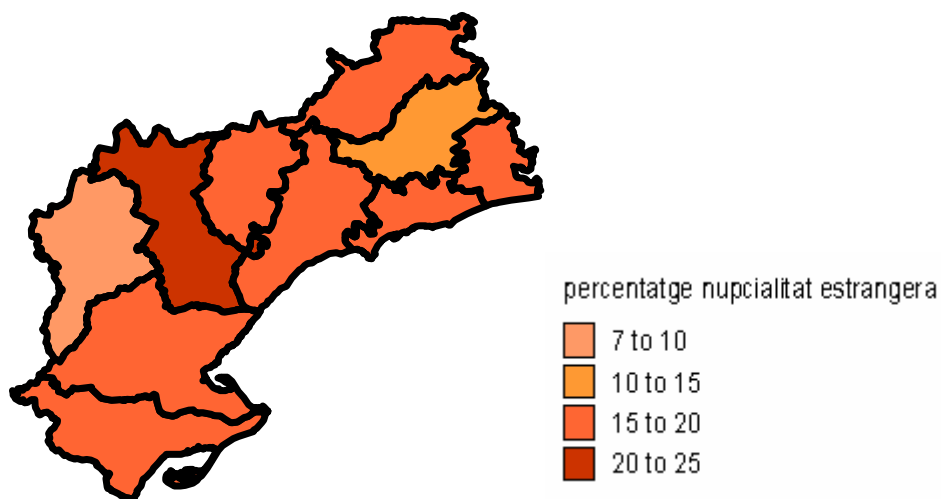 percentatge nupcialitat estrangera
7 to 10
10 to 15
15 to 20
20 to 25